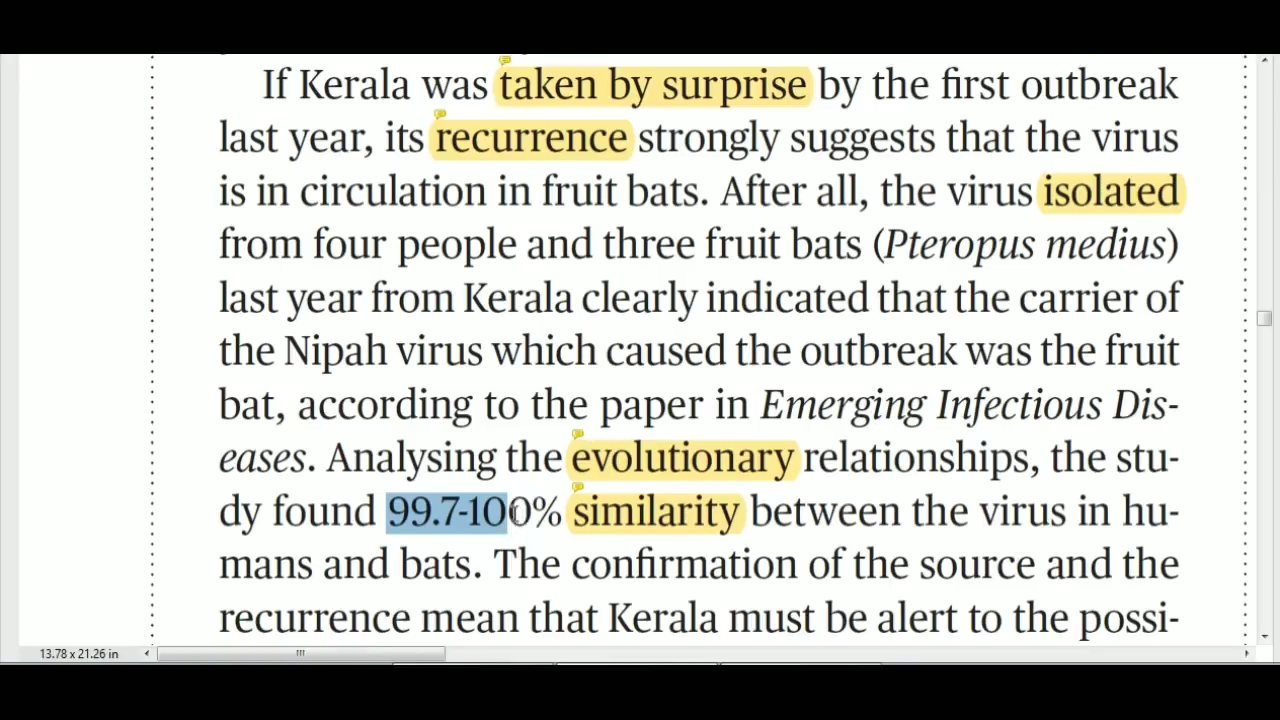 If Kerala was taken by surprise by the first outbreak
last year, its recurrence strongly suggests that the virus
is in circulation in fruit bats. After all, the virus isolated
from four people and three fruit bats (Pteropus medius)
last year from Kerala clearly indicated that the carrier of
the Nipah virus which caused the outbreak was the fruit
bat, according to the paper in Emerging Infectious Dis-
eases. Analysing the evolutionary relationships, the stu-
dy found 99.7-100% similarity between the virus in hu-
mans and bats. The confirmation of the source and the
recurrence mean that Kerala must be alert to the possi-
13.78 x 21.26 in